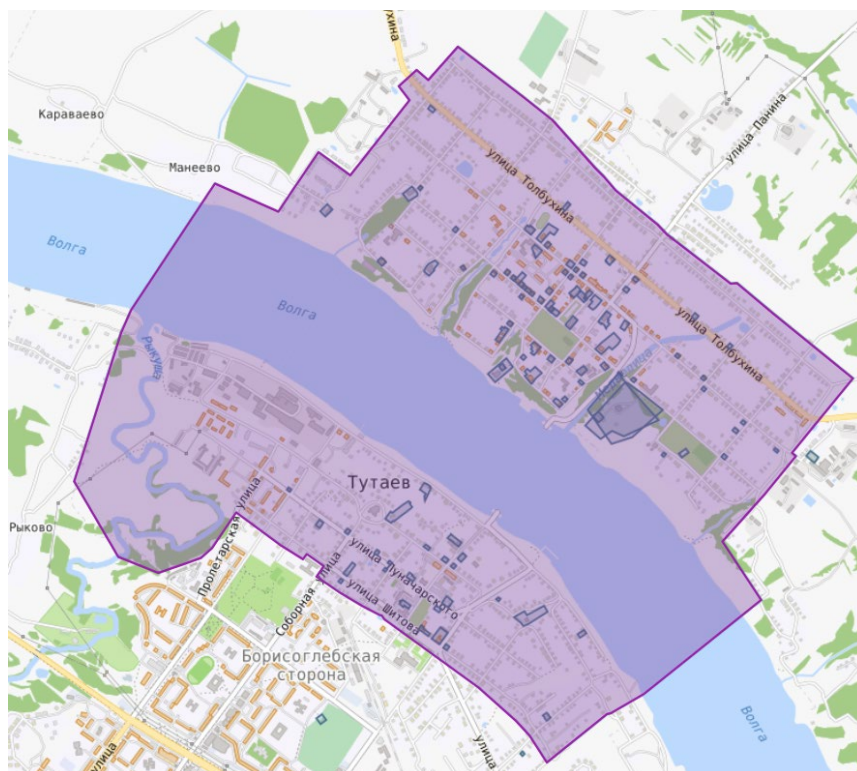 бухина
Караваево
улица Панина
Манеево
улица Толбухина
Волга
Волга
улица Толбухина
Рыкуша
Тутаев
Рыково
Пролетарская улица
улица Луначарского
Соборная улица
улица Шитова
Борисоглебская
сторона
Волга
улица
улица